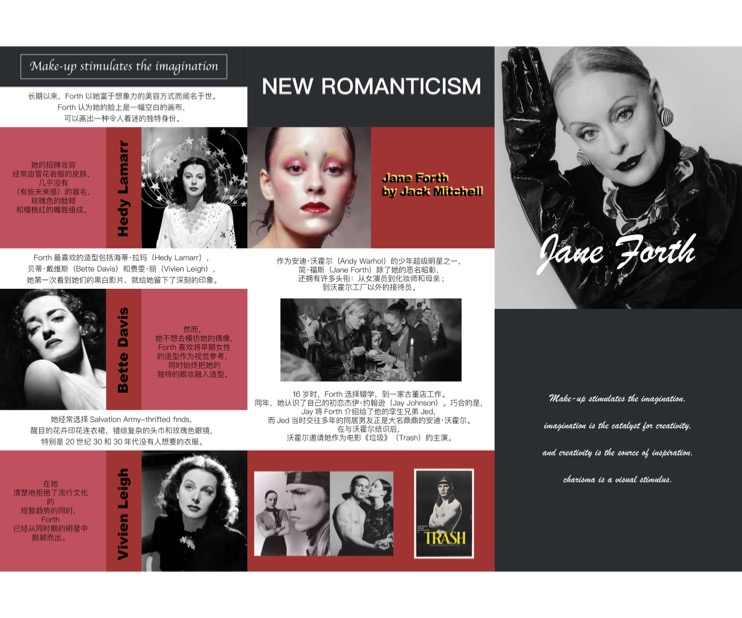 Make-up stimulates the imagination
长期以来，Forth 以她富于想象力的美容方式而闻名于世。
Forth 认为她的脸上是一幅空白的画布，
可以画出一种令人着迷的独特身份。
她的招牌妆容
经常由雪花岩般的皮肤，
几乎没有
（有些未来感）的眉毛，
玫瑰色的脸颊
和樱桃红的嘴唇组成。
Hedy Lamarr
Forth 最喜欢的造型包括海蒂·拉玛（Hedy Lamarr），
贝蒂·戴维斯（Bette Davis）和费雯·丽（Vivien Leigh），
她第一次看到她们的黑白影片，就给她留下了深刻的印象。
Bette Davis
然而，
她不想去模仿她的偶像，
Forth 喜欢将早期女性
的造型作为视觉参考，
同时始终把她的
独特的眼妆融入造型。
她经常选择 Salvation Army-thrifted finds，
醒目的花卉印花连衣裙，错综复杂的头巾和玫瑰色眼镜，
特别是 20 世纪 30 和 30 年代没有人想要的衣服。
在她
清楚地拒绝了流行文化
的
短暂趋势的同时，
Forth
已经从同时期的明星中
脱颖而出。
Vivien Leigh
NEW ROMANTICISM
Jane Forth
by Jack Mitchell
作为安迪·沃霍尔（Andy Warhol）的少年超级明星之一，
简·福斯（Jane Forth）除了她的恶名昭彰，
还拥有许多头衔：从女演员到化妆师和母亲；
到沃霍尔工厂以外的接待员。
16 岁时，Forth 选择辍学，到一家古董店工作。
同年，她认识了自己的初恋杰伊·约翰逊（Jay Johnson）。巧合的是，
Jay 将 Forth 介绍给了他的孪生兄弟 Jed，
而 Jed 当时交往多年的同居男友正是大名鼎鼎的安迪·沃霍尔。
在与沃霍尔结识后，
沃霍尔邀请她作为电影《垃圾》（Trash）的主演。
TRASH
Jane Forth
Make-up stimulates the imagination,
imagination is the catalyst for creativity,
and creativity is the source of inspiration,
charisma is a visual stimulus.